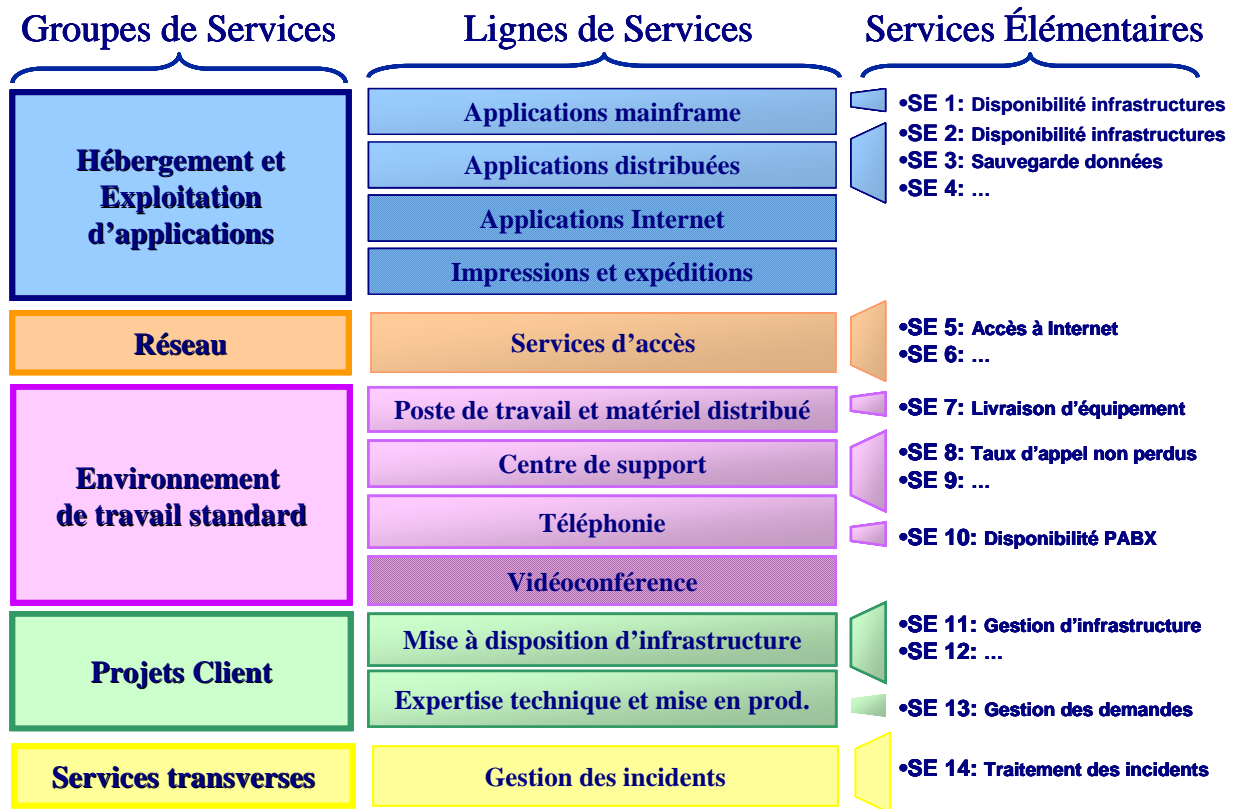 Groupes de Services
Lignes de Services
Services Élémentaires
Hébergement et
Exploitation
d'applications
Applications mainframe
Applications distribuées
Applications Internet
Impressions et expéditions
•SE 1: Disponibilité infrastructures
•SE 2: Disponibilité infrastructures
•SE 3: Sauvegarde données
•SE 4: ...
Réseau
Services d'accès
•SE 5: Accès à Internet
•SE 6: ...
Environnement
de travail standard
Poste de travail et matériel distribué
Centre de support
Téléphonie
Vidéoconférence
•SE 7: Livraison d'équipement
•SE 8: Taux d'appel non perdus
•SE 9: ...
•SE 10: Disponibilité PABX
Projets Client
Mise à disposition d'infrastructure
Expertise technique et mise en prod.
•SE 11: Gestion d'infrastructure
•SE 12: ...
•SE 13: Gestion des demandes
Services transverses
Gestion des incidents
•SE 14: Traitement des incidents